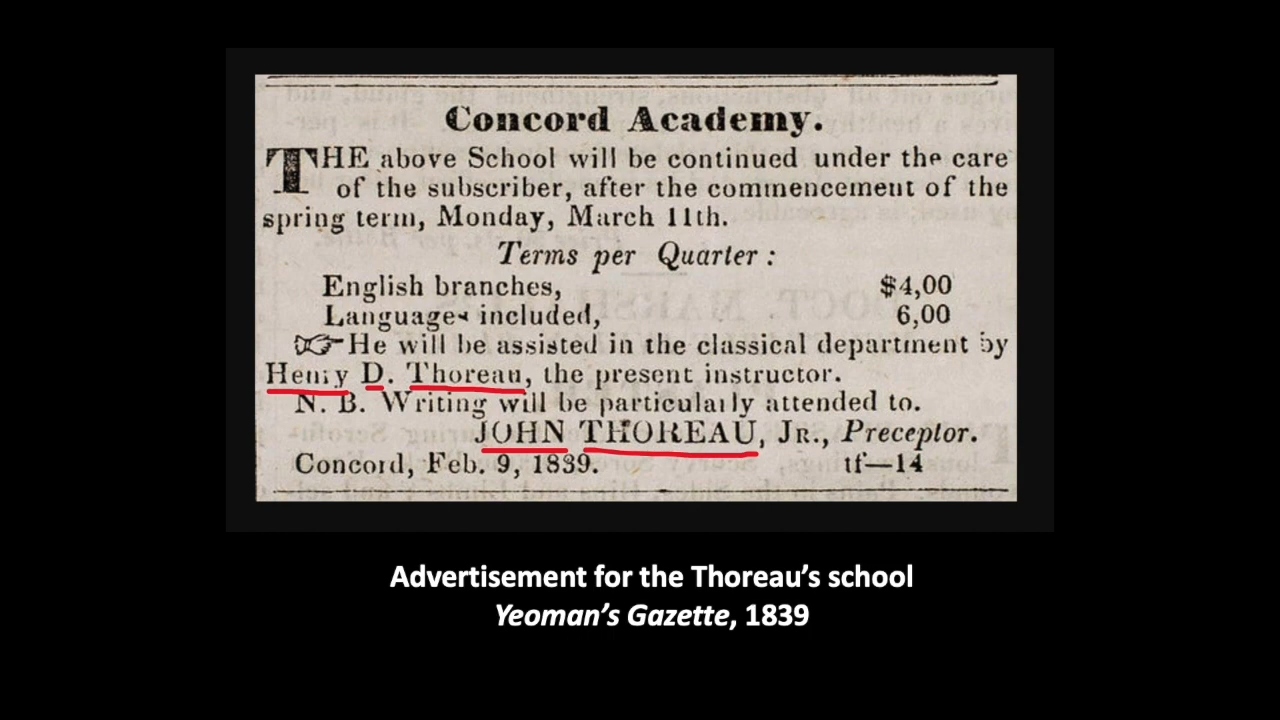 Concord Academy.
THE above School will be continued under the care
of the subscriber, after the commencement of the
spring term, Monday, March 11th.
Terms per Quarter :
English branches, $4,00
Languages included, 6,00
☞He will be assisted in the classical department by
Henry D. Thoreau, the present instructor.
N. B. Writing will be particularly attended to.
JOHN THOREAU, JR., Preceptor.
Concord, Feb. 9, 1839. tf—14
Advertisement for the Thoreau’s school
Yeoman’s Gazette, 1839